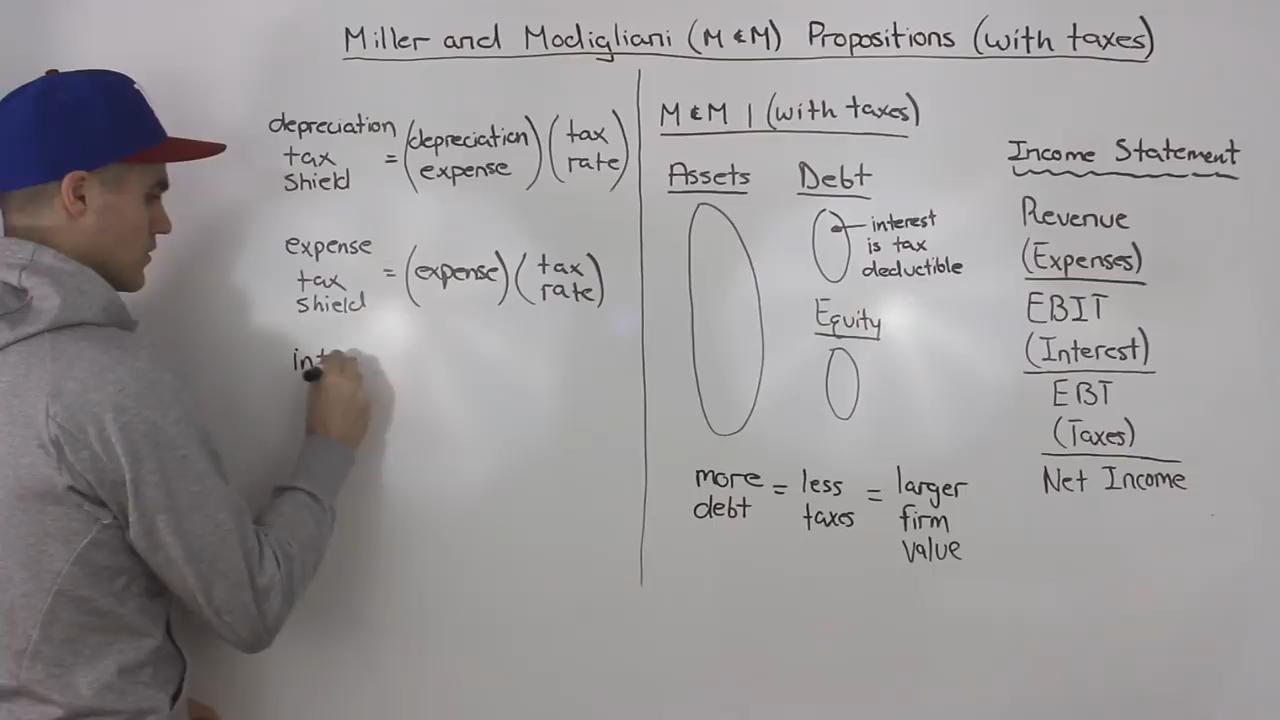 Miller and Modigliani (M & M) Propositions (with taxes)
depreciation tax shield = (depreciation expense) (tax rate)
expense tax shield = (expense) (tax rate)
int
M & M I (with taxes)
Assets
Debt
interest is tax deductible
Equity
more debt = less taxes = larger firm value
Income Statement
Revenue
(Expenses)
EBIT
(Interest)
EBT
(Taxes)
Net Income